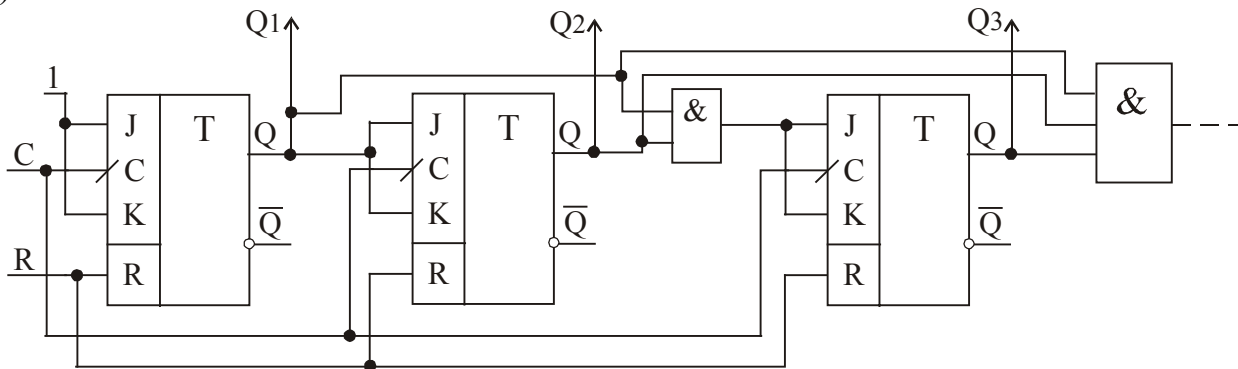 )
Q1 Q2 Q3
1
J T Q J T Q & J T Q &
C C C C
K Q̅ K Q̅ K Q̅
R R R R